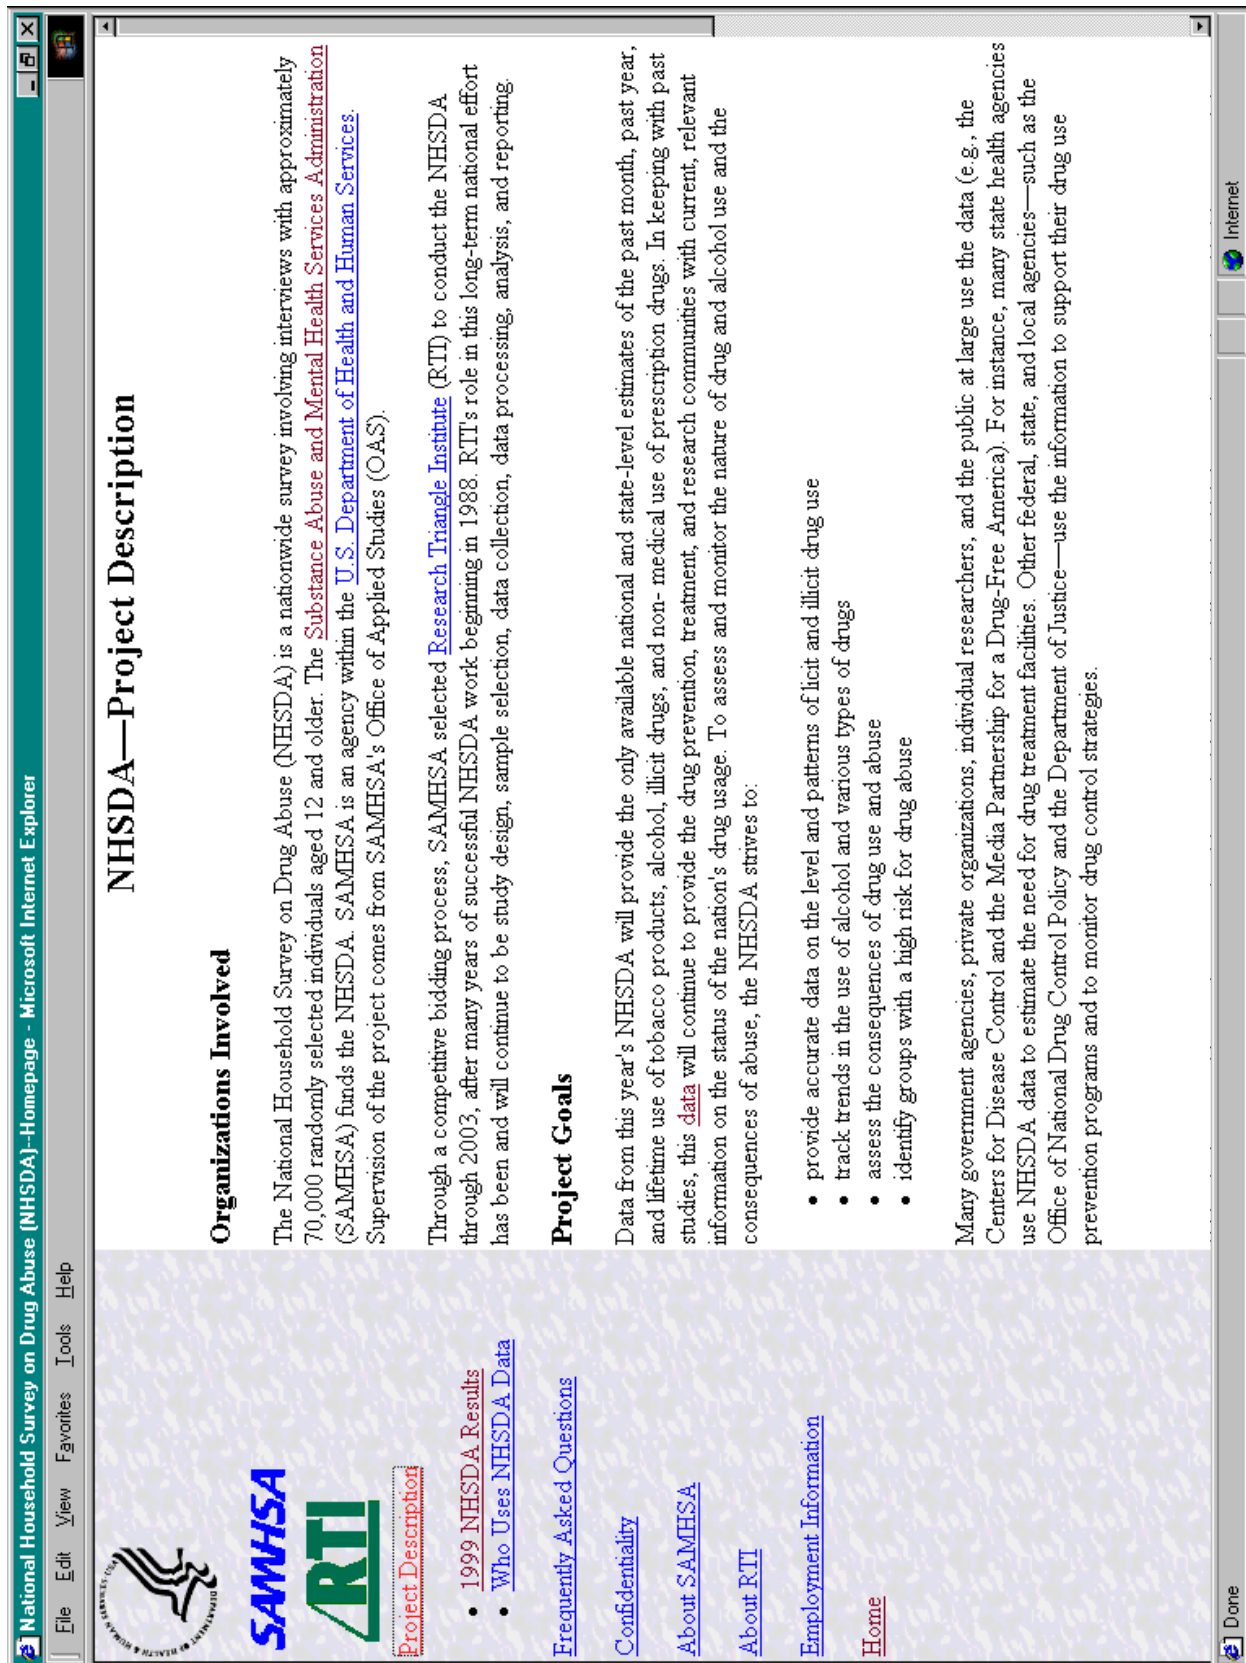 National Household Survey on Drug Abuse (NHSDA)--Homepage - Microsoft Internet Explorer
File Edit View Favorites Tools Help
DEPARTMENT OF HEALTH & HUMAN SERVICES·USA
SAMHSA
RTI
Project Description
• 1999 NHSDA Results
• Who Uses NHSDA Data
Frequently Asked Questions
Confidentiality
About SAMHSA
About RTI
Employment Information
Home
NHSDA—Project Description
Organizations Involved
The National Household Survey on Drug Abuse (NHSDA) is a nationwide survey involving interviews with approximately
70,000 randomly selected individuals aged 12 and older. The Substance Abuse and Mental Health Services Administration
(SAMHSA) funds the NHSDA. SAMHSA is an agency within the U.S. Department of Health and Human Services.
Supervision of the project comes from SAMHSA's Office of Applied Studies (OAS).
Through a competitive bidding process, SAMHSA selected Research Triangle Institute (RTI) to conduct the NHSDA
through 2003, after many years of successful NHSDA work beginning in 1988. RTI's role in this long-term national effort
has been and will continue to be study design, sample selection, data collection, data processing, analysis, and reporting.
Project Goals
Data from this year's NHSDA will provide the only available national and state-level estimates of the past month, past year,
and lifetime use of tobacco products, alcohol, illicit drugs, and non- medical use of prescription drugs. In keeping with past
studies, this data will continue to provide the drug prevention, treatment, and research communities with current, relevant
information on the status of the nation's drug usage. To assess and monitor the nature of drug and alcohol use and the
consequences of abuse, the NHSDA strives to:
• provide accurate data on the level and patterns of licit and illicit drug use
• track trends in the use of alcohol and various types of drugs
• assess the consequences of drug use and abuse
• identify groups with a high risk for drug abuse
Many government agencies, private organizations, individual researchers, and the public at large use the data (e.g., the
Centers for Disease Control and the Media Partnership for a Drug-Free America). For instance, many state health agencies
use NHSDA data to estimate the need for drug treatment facilities. Other federal, state, and local agencies—such as the
Office of National Drug Control Policy and the Department of Justice—use the information to support their drug use
prevention programs and to monitor drug control strategies.
Done
Internet